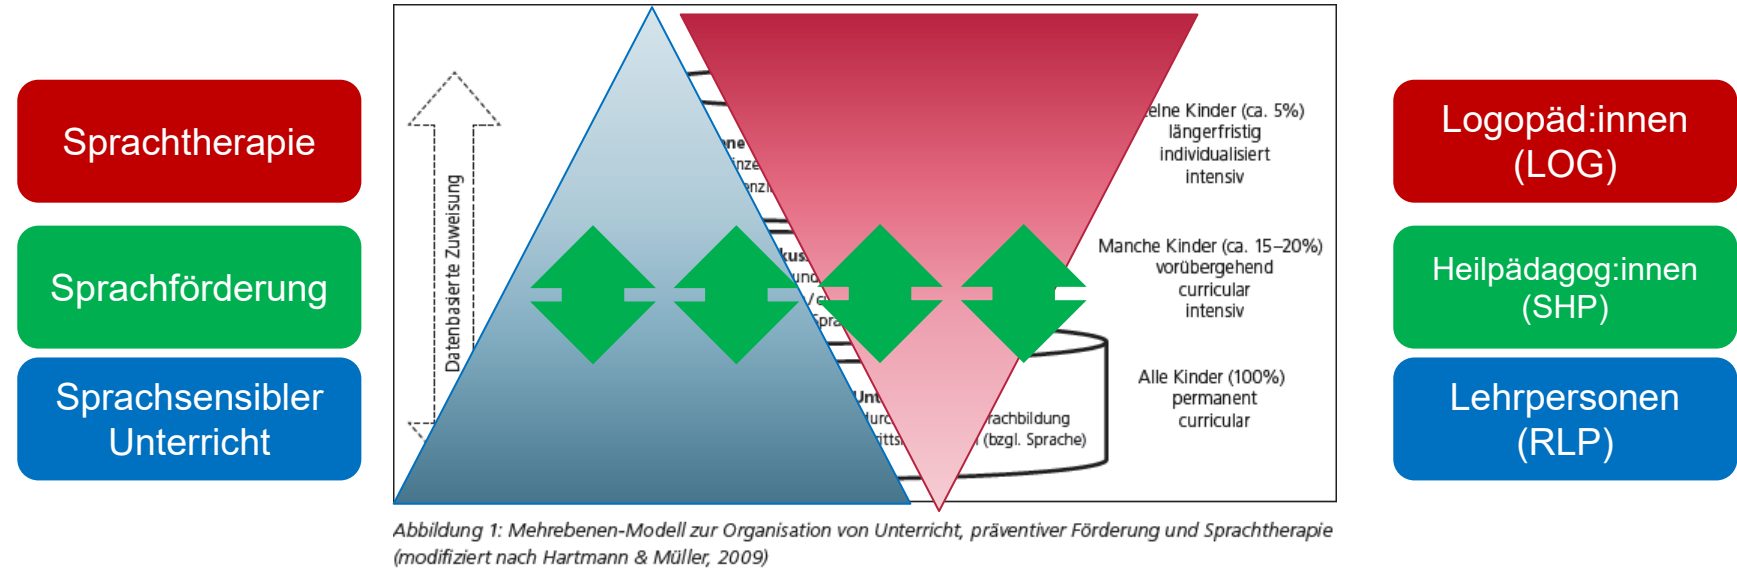 Sprachtherapie
Sprachförderung
Sprachsensibler
Unterricht
Datenbasierte Zuweisung
Kinder (ca. 5%)
längerfristig
individualisiert
intensiv
Manche Kinder (ca. 15–20%)
vorübergehend
curricular
intensiv
Alle Kinder (100%)
permanent
curricular
(bzgl. Sprache)
Logopäd:innen
(LOG)
Heilpädagog:innen
(SHP)
Lehrpersonen
(RLP)
Abbildung 1: Mehrebenen-Modell zur Organisation von Unterricht, präventiver Förderung und Sprachtherapie
(modifiziert nach Hartmann & Müller, 2009)